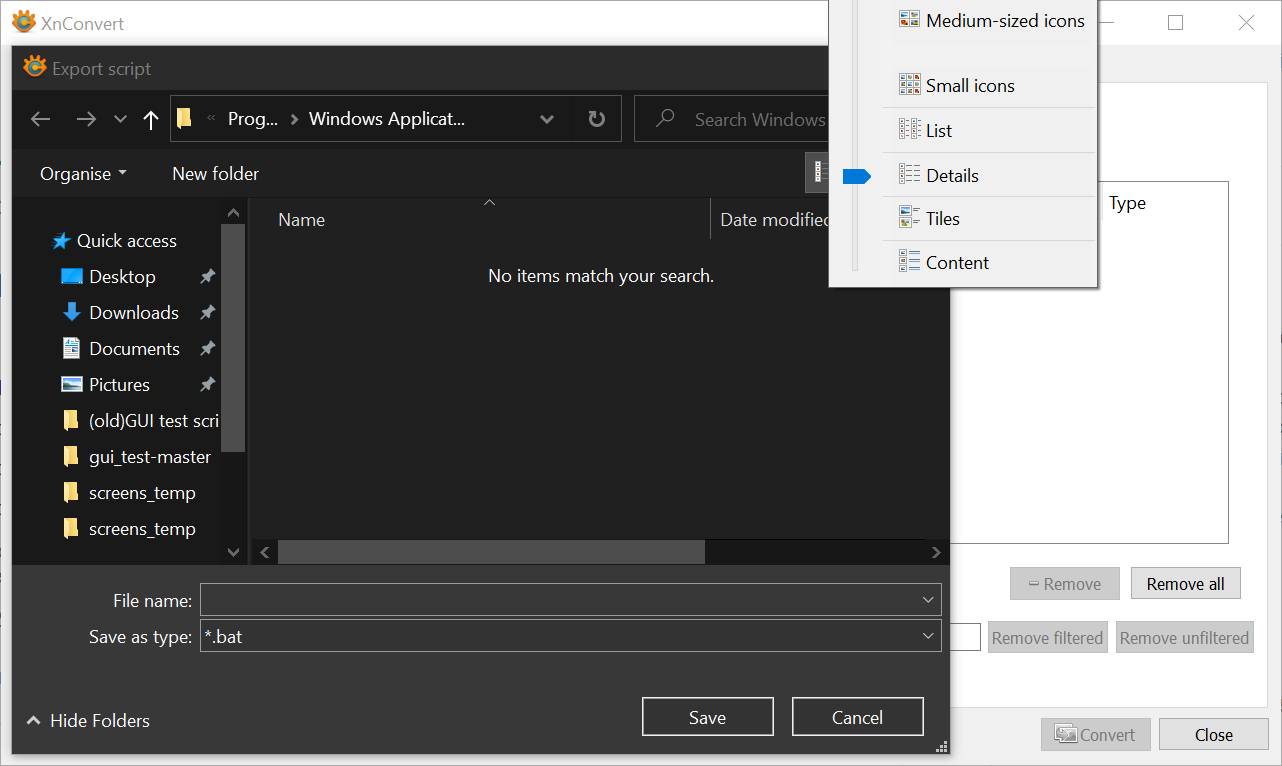 XnConvert
Export script
« Prog... > Windows Applicat...
Search Windows
Organise
New folder
Medium-sized icons
Small icons
List
Details
Tiles
Content
Name
Date modified
Type
No items match your search.
Quick access
Desktop
Downloads
Documents
Pictures
(old)GUI test scri
gui_test-master
screens_temp
screens_temp
File name:
Save as type: *.bat
Hide Folders
Save
Cancel
Remove
Remove all
Remove filtered
Remove unfiltered
Convert
Close